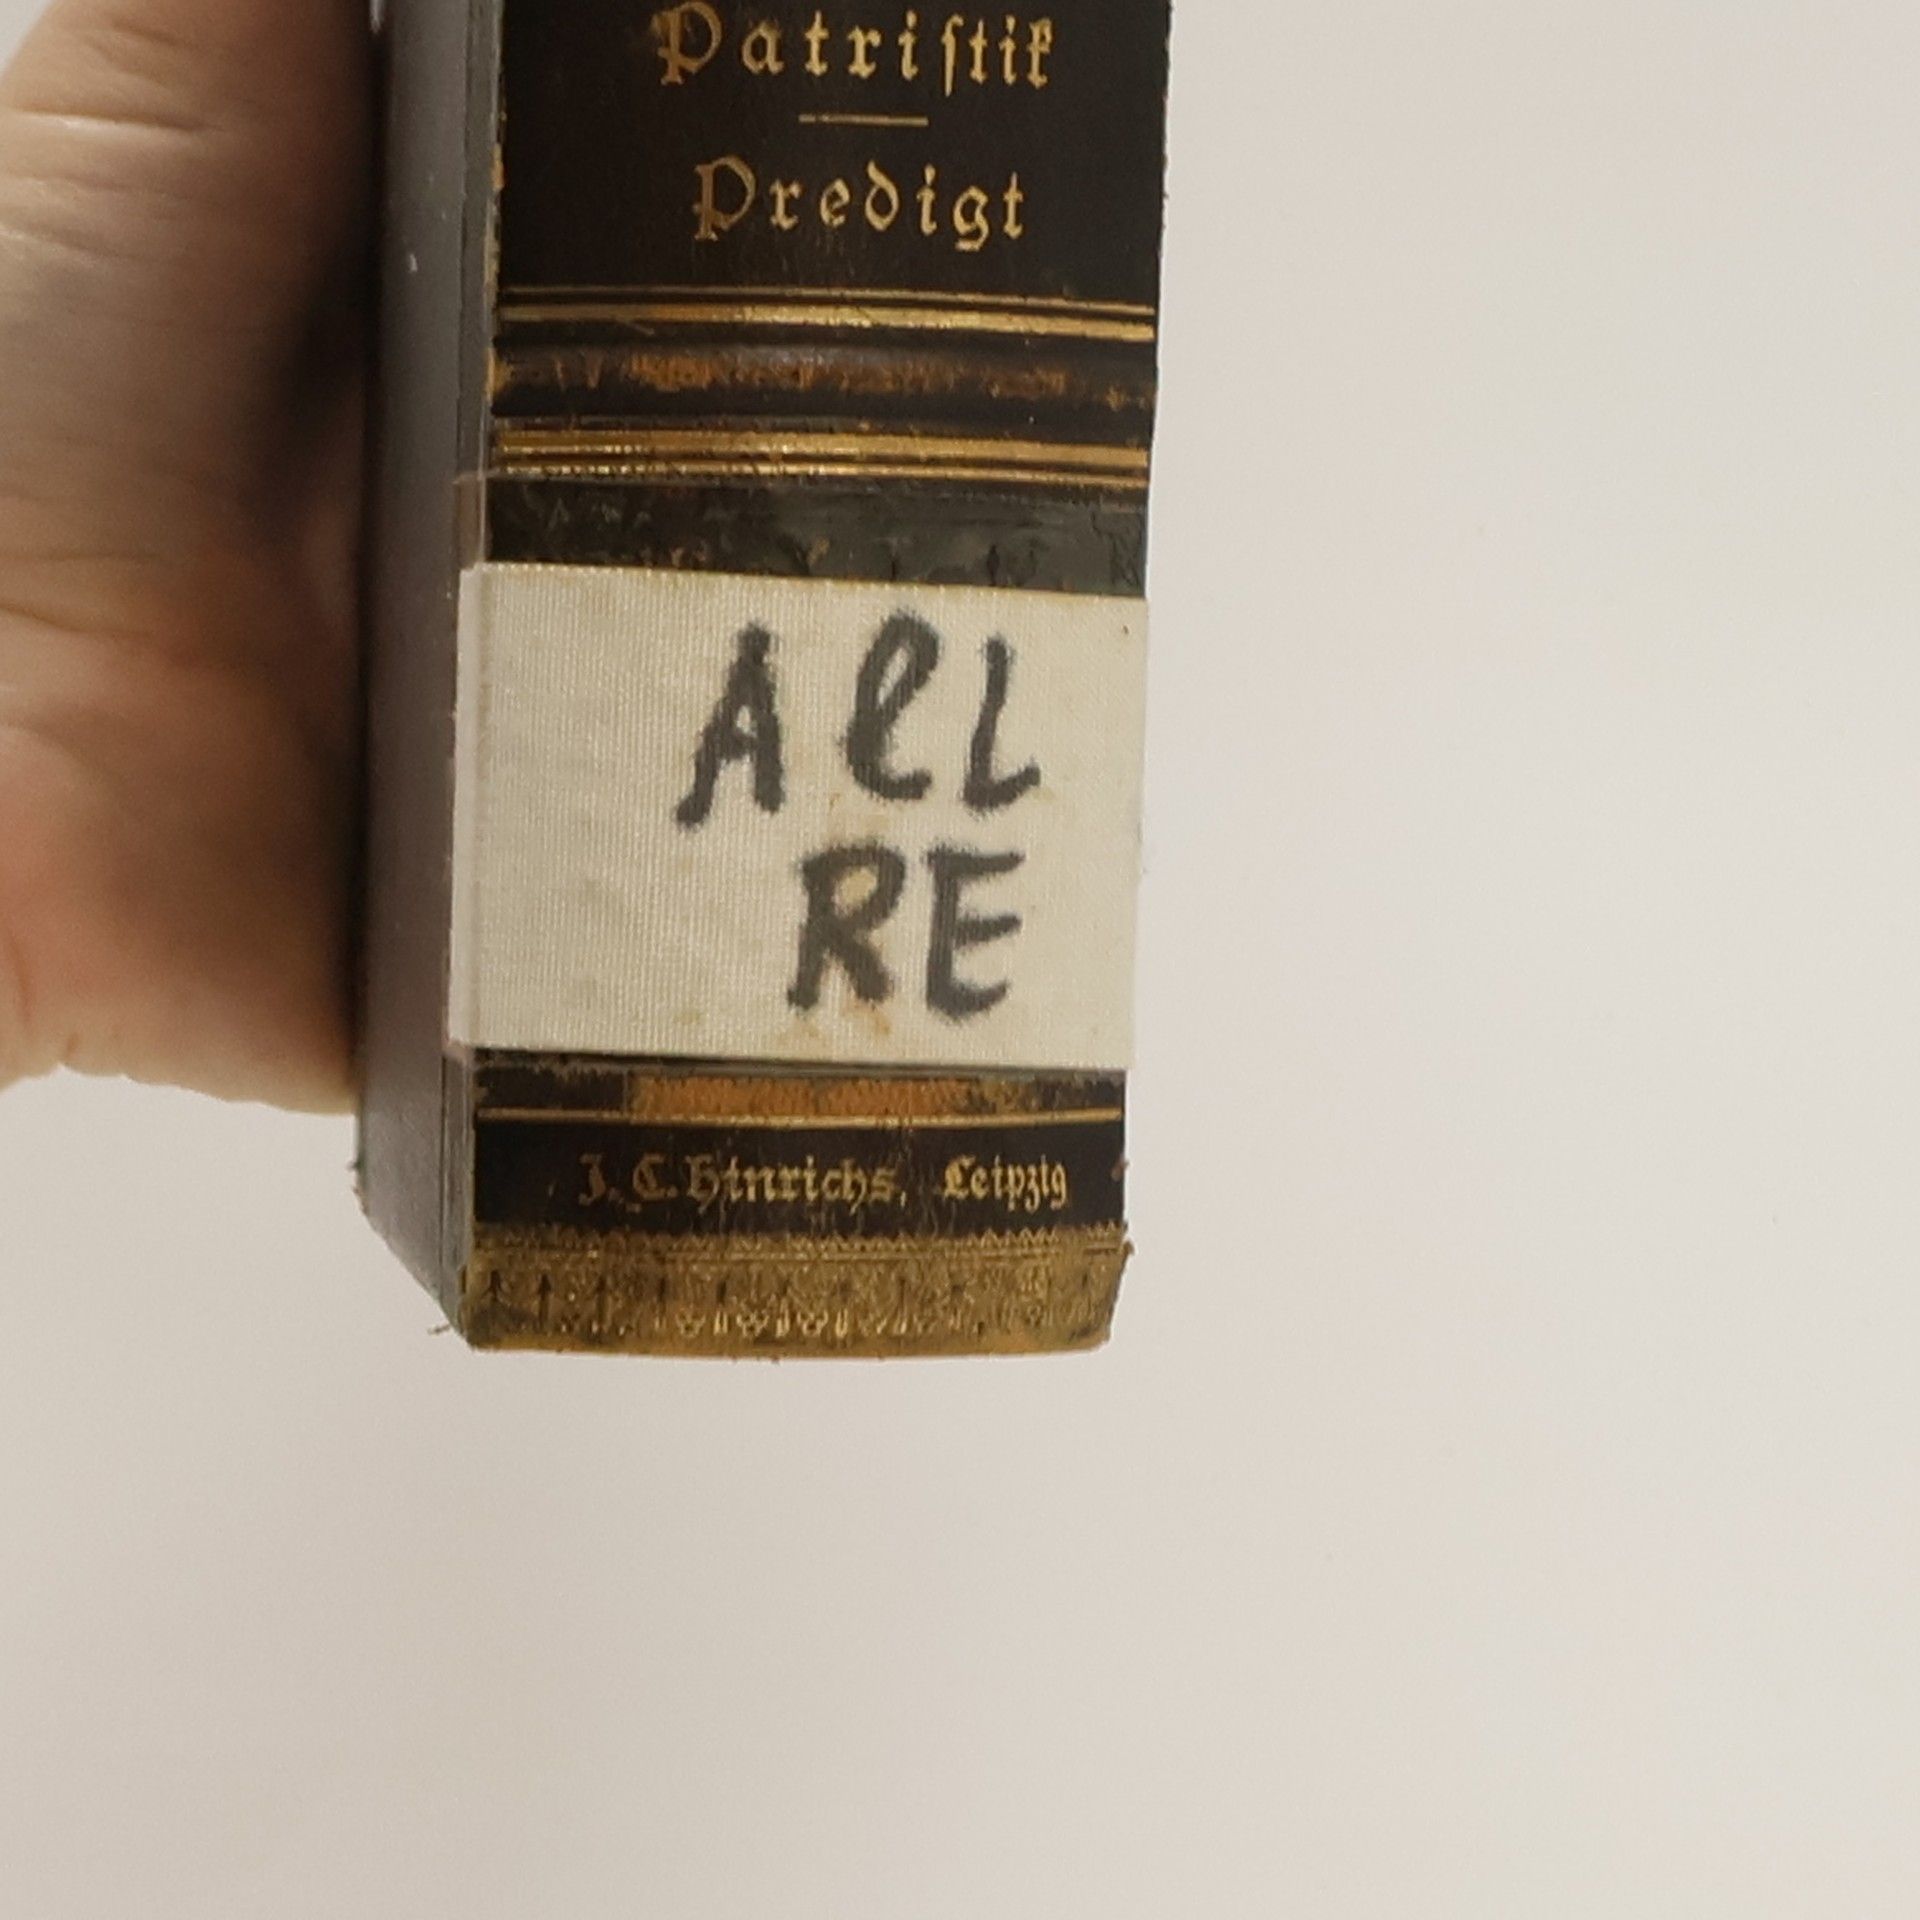 Patriſtik
Predigt
All
RE
J. C. Hinrichs, Leipzig